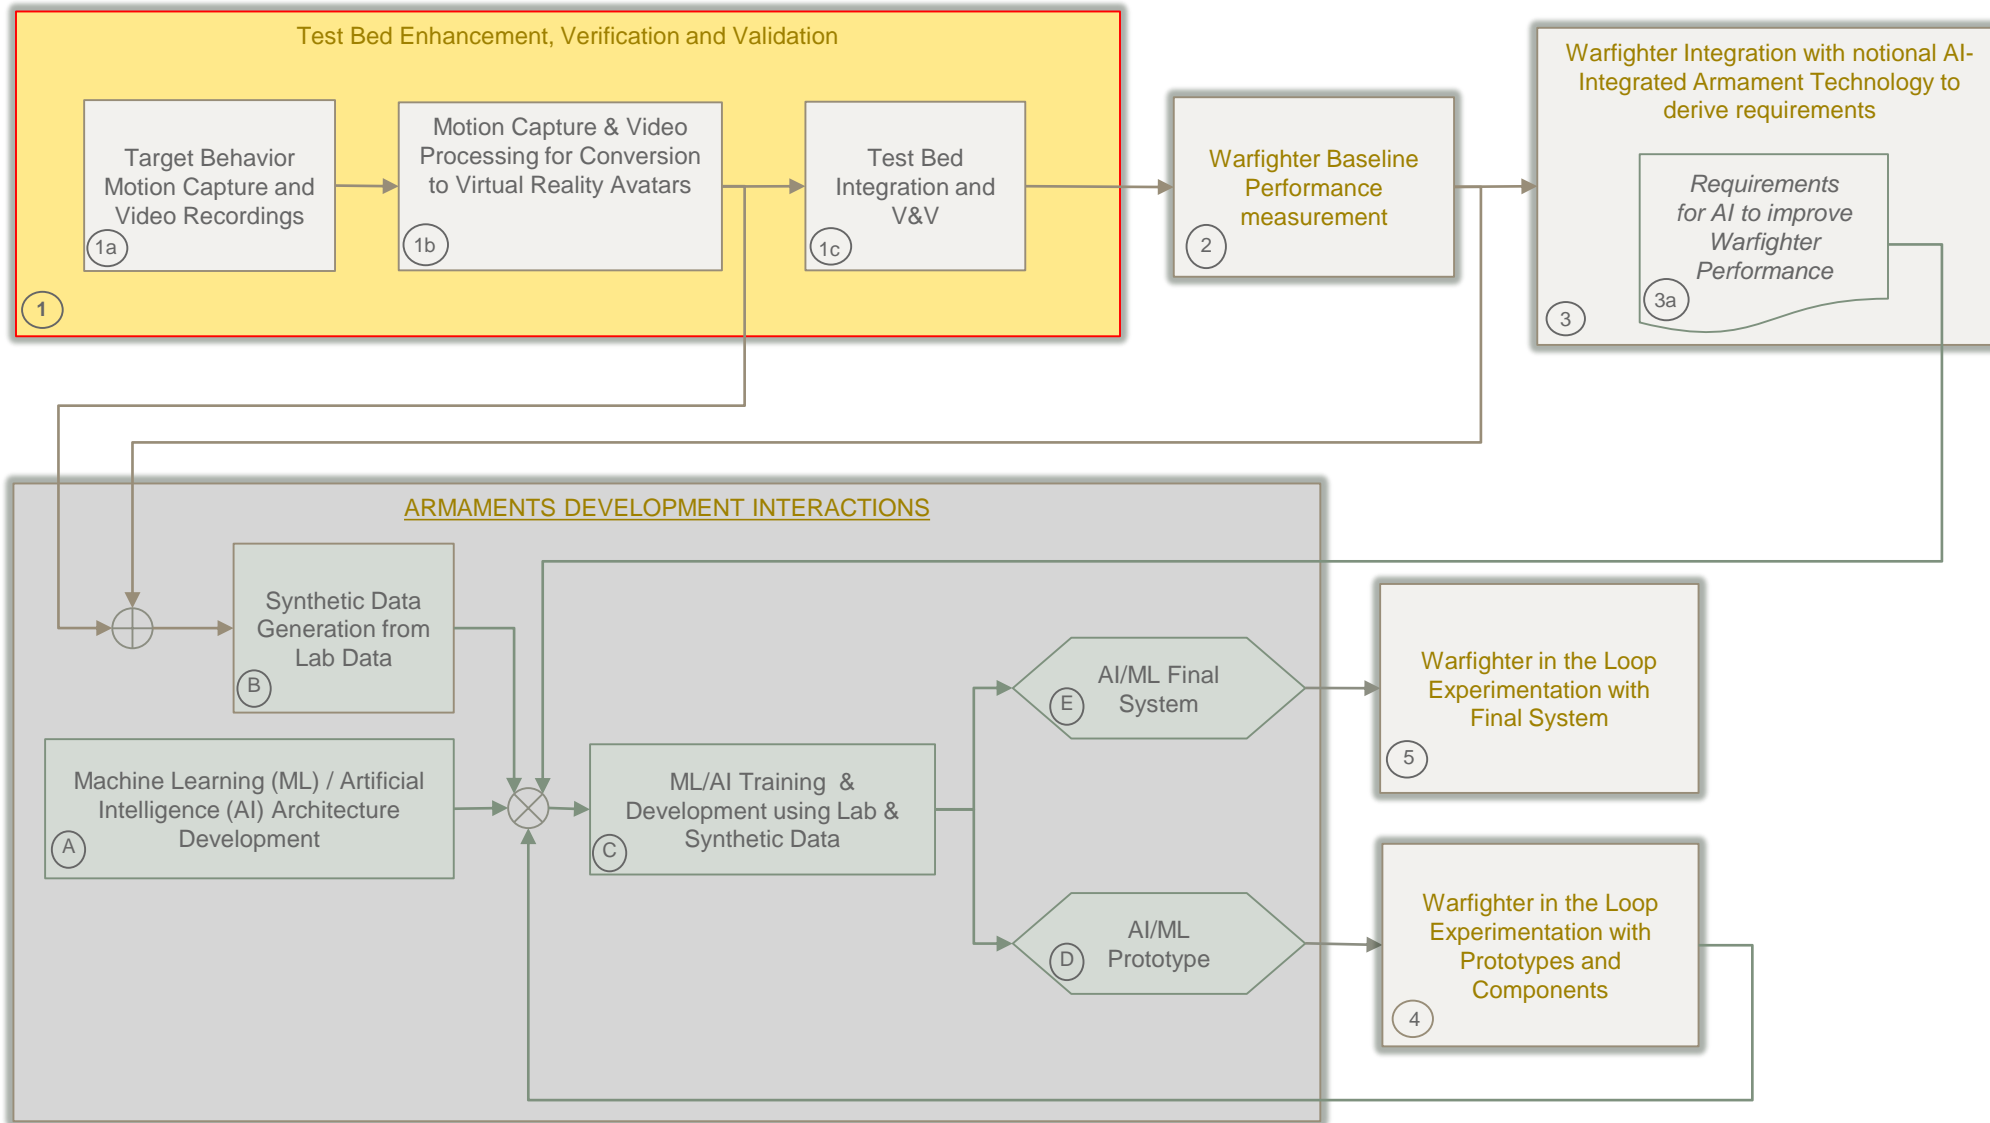 Test Bed Enhancement, Verification and Validation
Target Behavior
Motion Capture and
Video Recordings
1a
Motion Capture & Video
Processing for Conversion
to Virtual Reality Avatars
1b
Test Bed
Integration and
V&V
1c
1
Warfighter Baseline
Performance
measurement
2
Warfighter Integration with notional AI-
Integrated Armament Technology to
derive requirements
Requirements
for AI to improve
Warfighter
Performance
3a
3
ARMAMENTS DEVELOPMENT INTERACTIONS
Synthetic Data
Generation from
Lab Data
B
Machine Learning (ML) / Artificial
Intelligence (AI) Architecture
Development
A
ML/AI Training &
Development using Lab &
Synthetic Data
C
AI/ML Final
System
E
AI/ML
Prototype
D
Warfighter in the Loop
Experimentation with
Final System
5
Warfighter in the Loop
Experimentation with
Prototypes and
Components
4